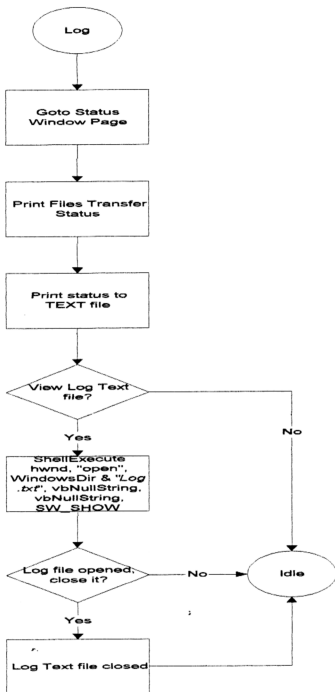 Log
Goto Status
Window Page
Print Files Transfer
Status
Print status to
TEXT file
View Log Text
file?
Yes
No
ShellExecute
hwnd, "open",
WindowsDir & "Log
.txt", vbNullString,
vbNullString,
SW_SHOW
Log file opened,
close it?
No
Idle
Yes
Log Text file closed